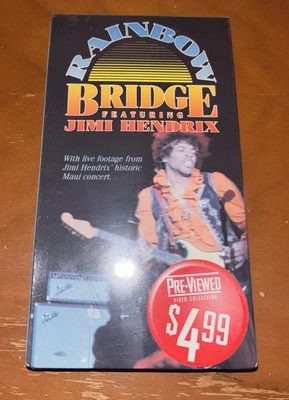 RAINBOW
BRIDGE
FEATURING
JIMI HENDRIX
With live footage from
Jimi Hendrix' historic
Maui concert.
PRE-VIEWED
VIDEO COLLECTION
$4.99